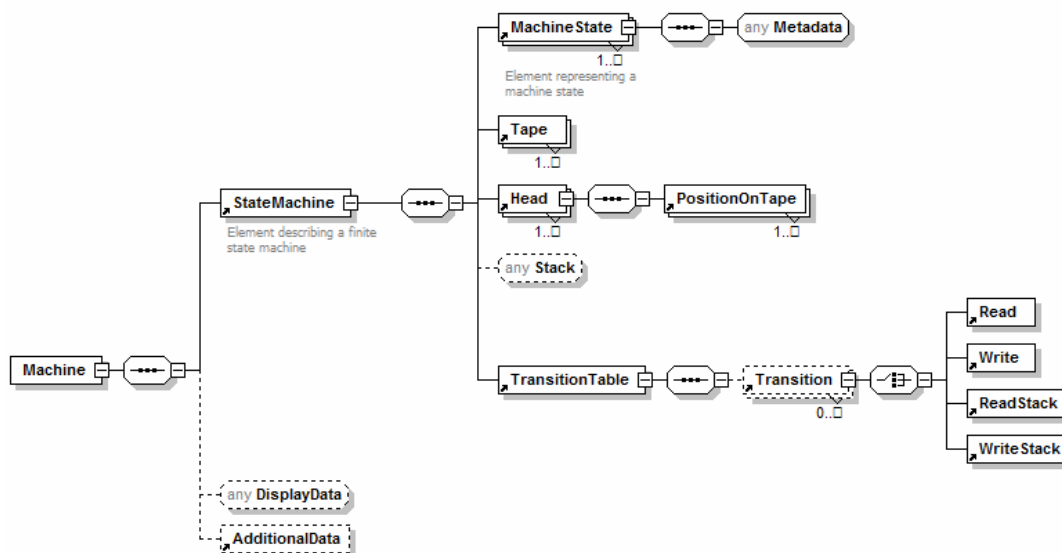 MachineState
any Metadata
1..□
Element representing a
machine state
Tape
1..□
StateMachine
Head
PositionOnTape
Element describing a finite
state machine
1..□
1..□
any Stack
Read
Machine
TransitionTable
Transition
Write
0..□
ReadStack
WriteStack
any DisplayData
AdditionalData